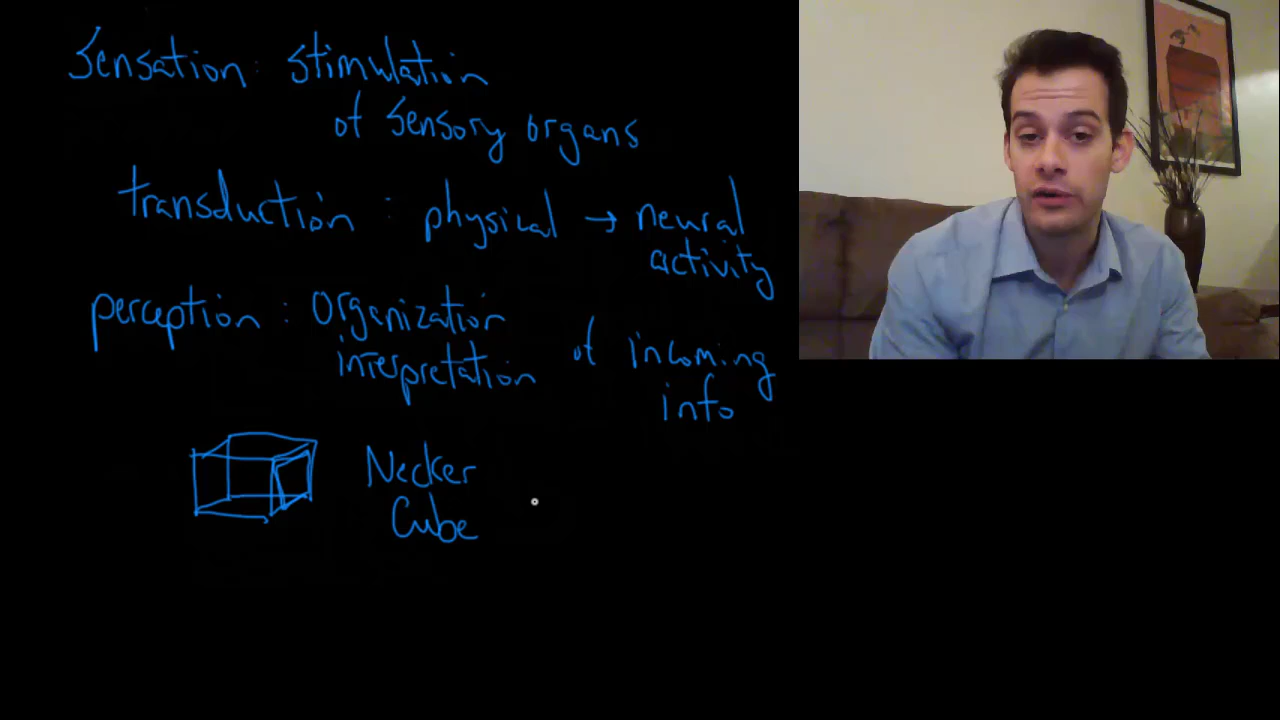 Sensation: stimulation
of sensory organs
transduction : physical → neural
activity
perception : organization
interpretation of incoming
info
Necker
Cube